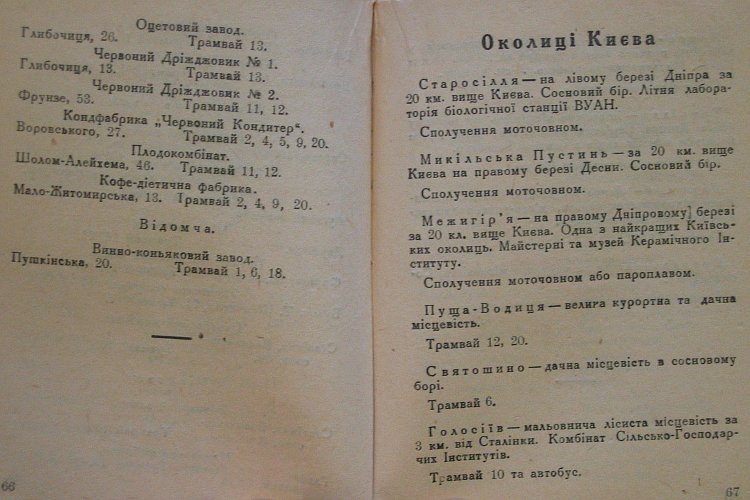 Оцетовий завод.
Глибочиця, 26. Трамвай 13.
Червоний Дріжджовик № 1.
Глибочиця, 13. Трамвай 13.
Червоний Дріжджовик № 2.
Фрунзе, 53. Трамвай 11, 12.
Кондфабрика „Червоний Кондитер“.
Воровського, 27. Трамвай 2, 4, 5, 9, 20.
Плодокомбінат.
Шолом-Алейхема, 46. Трамвай 11, 12.
Кофе-діетична фабрика.
Мало-Житомирська, 13. Трамвай 2, 4, 9, 20.
Відомча.
Винно-коньяковий завод.
Пушкінська, 20. Трамвай 1, 6, 18.
66
Околиці Києва
Старосілля—на лівому березі Дніпра за
20 км. вище Києва. Сосновий бір. Літня лабора-
торія біологічної станції ВУАН.
Сполучення моточовном.
Микільська Пустинь—за 20 км. вище
Києва на правому березі Десни. Сосновий бір.
Сполучення моточовном.
Межигір'я—на правому Дніпровому] березі
за 20 кл. вище Києва. Одна з найкращих Київсь-
ких околиць. Майстерні та музей Керамічного Ін-
ституту.
Сполучення моточовном або пароплавом.
Пуща-Водиця—велика курортна та дачна
місцевість.
Трамвай 12, 20.
Святошино—дачна місцевість в сосновому
борі.
Трамвай 6.
Голосіїв—мальовнича лісиста місцевість за
3 км. від Сталінки. Комбінат Сільсько-Господар-
чих Інститутів.
Трамвай 10 та автобус.
67